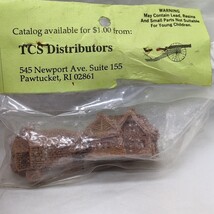 Catalog available for $1.00 from:
TCS Distributors
545 Newport Ave. Suite 155
Pawtucket, RI 02861
WARNING
May Contain Lead, Resins,
And Small Parts Not Suitable
For Young Children.